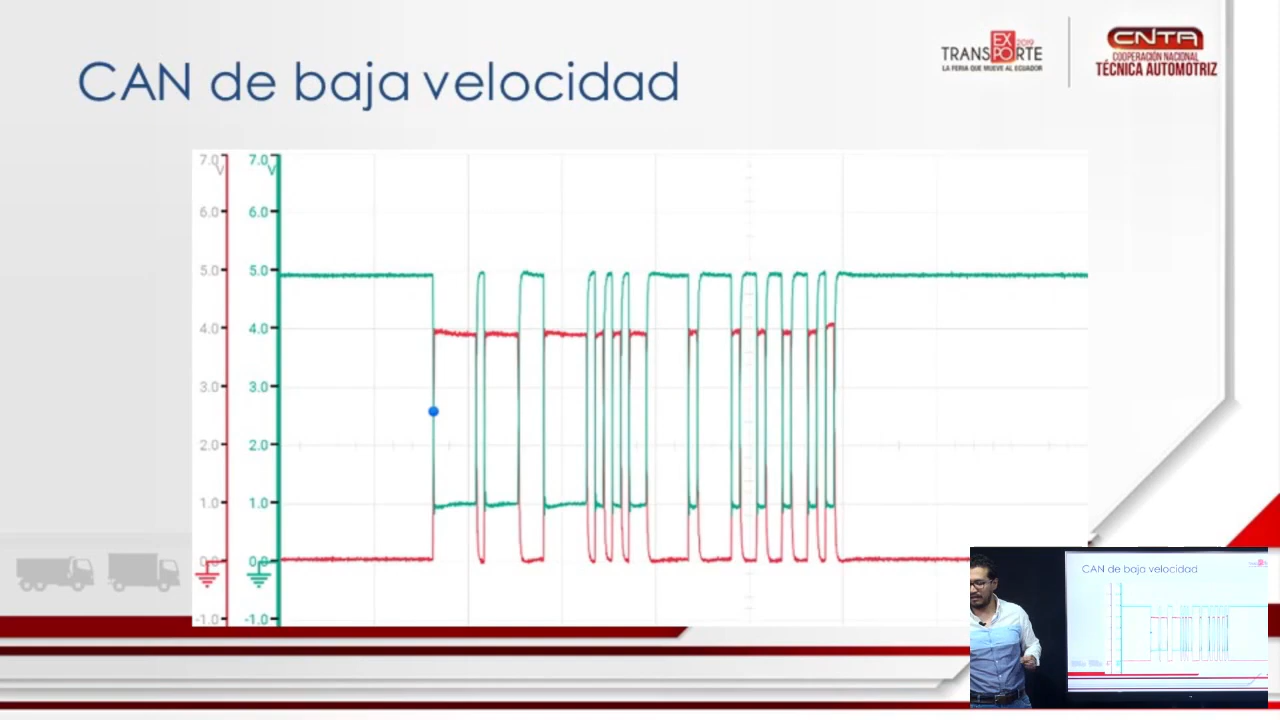 CAN de baja velocidad
TRANSPORTE
EX
2019
LA FERIA QUE MUEVE AL ECUADOR
CNTA
COOPERACIÓN NACIONAL
TÉCNICA AUTOMOTRIZ
7.0 7.0
V V
6.0 6.0
5.0 5.0
4.0 4.0
3.0 3.0
2.0 2.0
1.0 1.0
0.0 0.0
-1.0 -1.0
CAN de baja velocidad